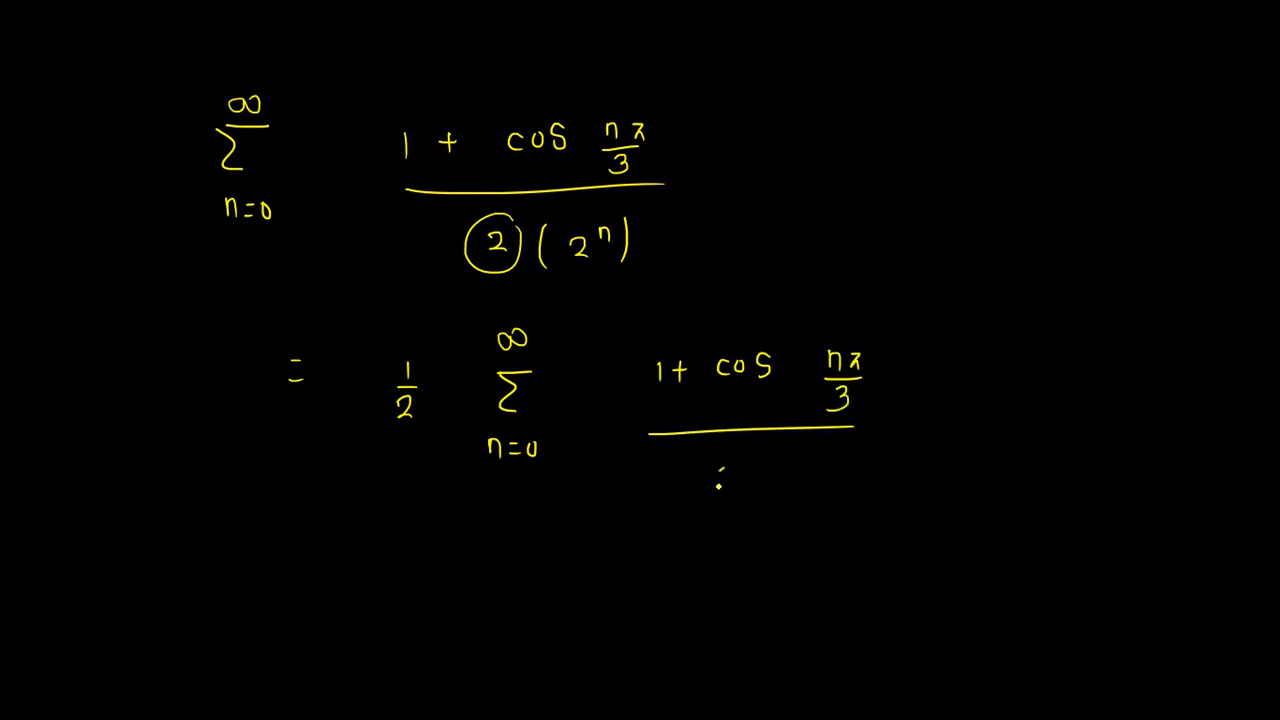 ∞
∑ 1 + cos nπ/3
n=0 2 (2ⁿ)
= 1/2 ∞ ∑ n=0 1 + cos nπ/3